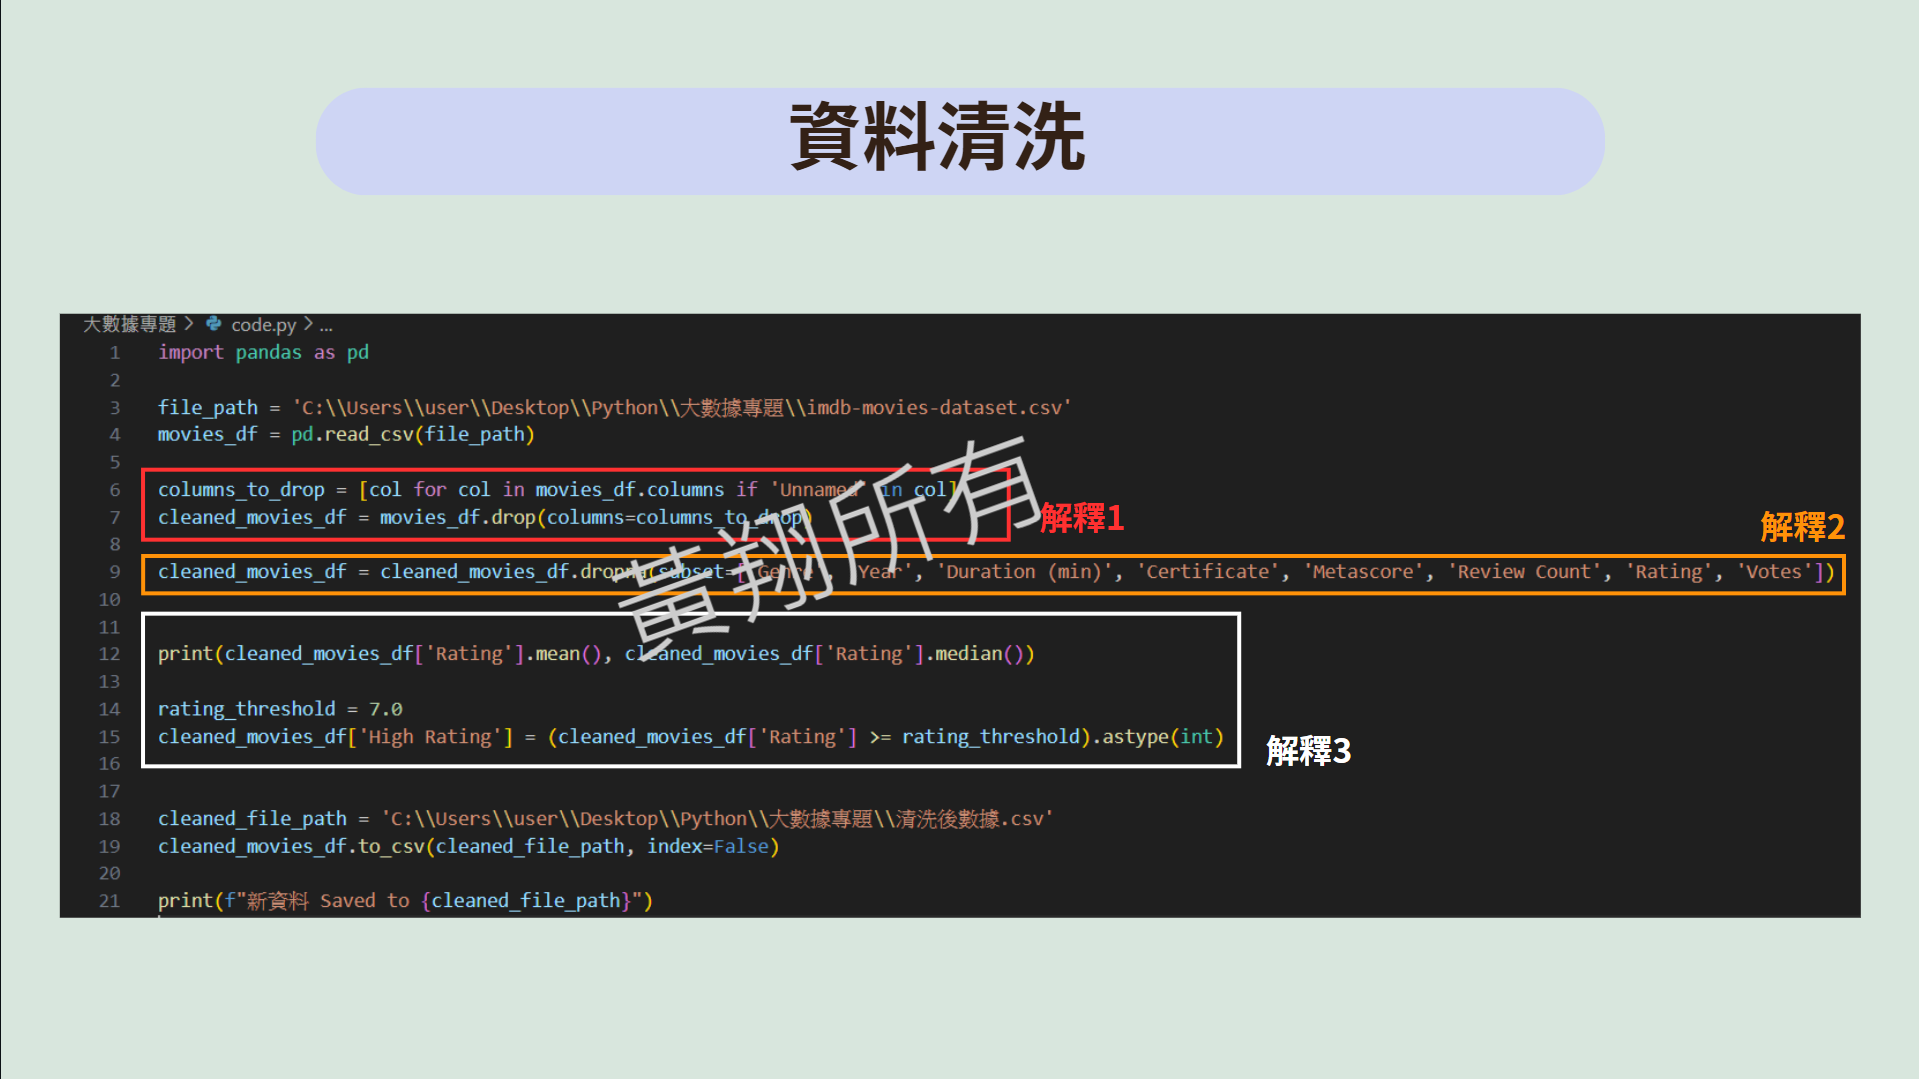 資料清洗
大數據專題 > code.py > ...
1 import pandas as pd
2
3 file_path = 'C:\\Users\\user\\Desktop\\Python\\大數據專題\\imdb-movies-dataset.csv'
4 movies_df = pd.read_csv(file_path)
5
6 columns_to_drop = [col for col in movies_df.columns if 'Unnamed' in col]
7 cleaned_movies_df = movies_df.drop(columns=columns_to_drop)
解釋1
解釋2
8
9 cleaned_movies_df = cleaned_movies_df.dropna(subset=['Genre', 'Year', 'Duration (min)', 'Certificate', 'Metascore', 'Review Count', 'Rating', 'Votes'])
10
11
12 print(cleaned_movies_df['Rating'].mean(), cleaned_movies_df['Rating'].median())
13
14 rating_threshold = 7.0
15 cleaned_movies_df['High Rating'] = (cleaned_movies_df['Rating'] >= rating_threshold).astype(int)
解釋3
16
17
18 cleaned_file_path = 'C:\\Users\\user\\Desktop\\Python\\大數據專題\\清洗後數據.csv'
19 cleaned_movies_df.to_csv(cleaned_file_path, index=False)
20
21 print(f"新資料 Saved to {cleaned_file_path}")
黃翔所有